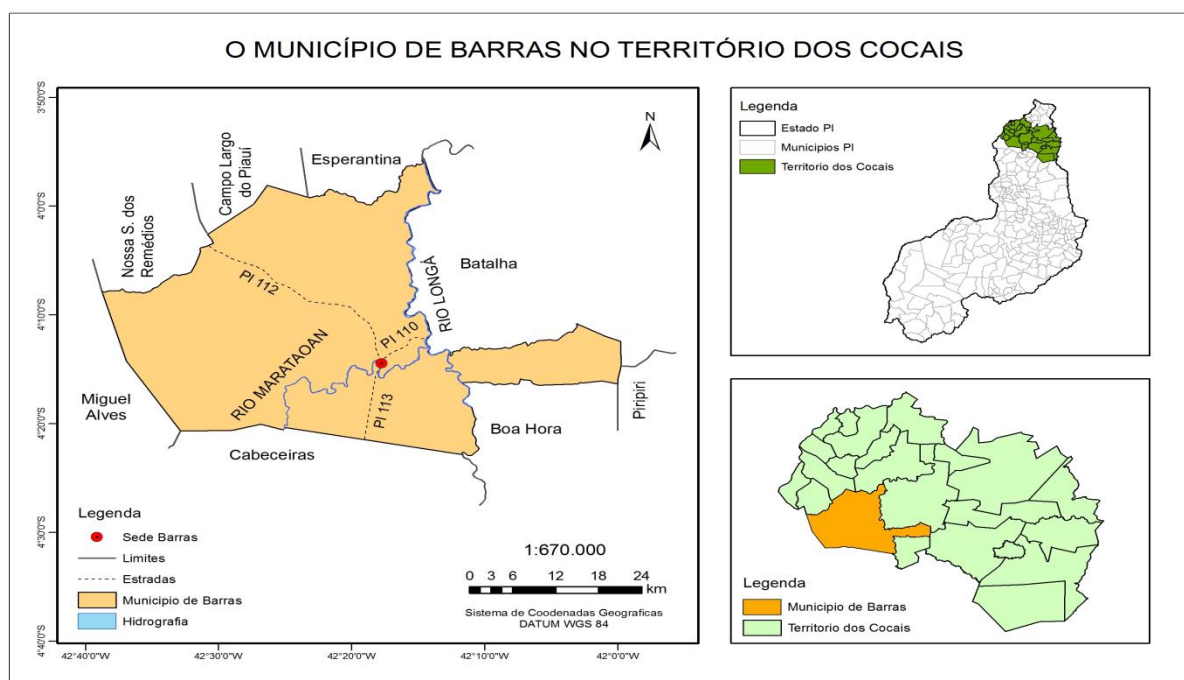 O MUNICÍPIO DE BARRAS NO TERRITÓRIO DOS COCAIS
3°50'0"S
4°0'0"S
4°10'0"S
4°20'0"S
4°30'0"S
4°40'0"S
42°40'0"W
42°30'0"W
42°20'0"W
42°10'0"W
42°0'0"W
N
Nossa S. dos
Remédios
Campo Largo
do Piauí
Esperantina
Batalha
PI 112
PI 110
RIO LONGÁ
RIO MARATAOAN
PI 113
Miguel
Alves
Cabeceiras
Boa Hora
Piripiri
Legenda
Sede Barras
Limites
Estradas
Municipio de Barras
Hidrografia
1:670.000
0 3 6 12 18 24
km
Sistema de Coodenadas Geograficas
DATUM WGS 84
Legenda
Estado PI
Municipios PI
Territorio dos Cocais
Legenda
Municipio de Barras
Territorio dos Cocais